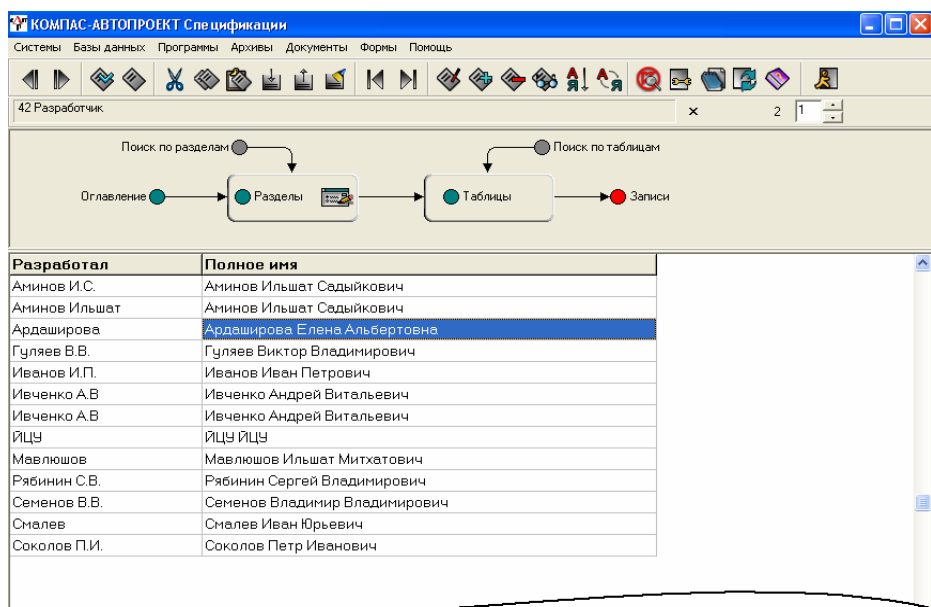 КОМПАС-АВТОПРОЕКТ Спецификации
Системы Базы данных Программы Архивы Документы Формы Помощь
42 Разработчик × 2 1
Поиск по разделам Поиск по таблицам
Оглавление Разделы Таблицы Записи
Разработал Полное имя
Аминов И.С. Аминов Ильшат Садыйкович
Аминов Ильшат Аминов Ильшат Садыйкович
Ардаширова Ардаширова Елена Альбертовна
Гуляев В.В. Гуляев Виктор Владимирович
Иванов И.П. Иванов Иван Петрович
Ивченко А.В Ивченко Андрей Витальевич
Ивченко А.В Ивченко Андрей Витальевич
ЙЦУ ЙЦУ ЙЦУ
Мавлюшов Мавлюшов Ильшат Митхатович
Рябинин С.В. Рябинин Сергей Владимирович
Семенов В.В. Семенов Владимир Владимирович
Смалев Смалев Иван Юрьевич
Соколов П.И. Соколов Петр Иванович